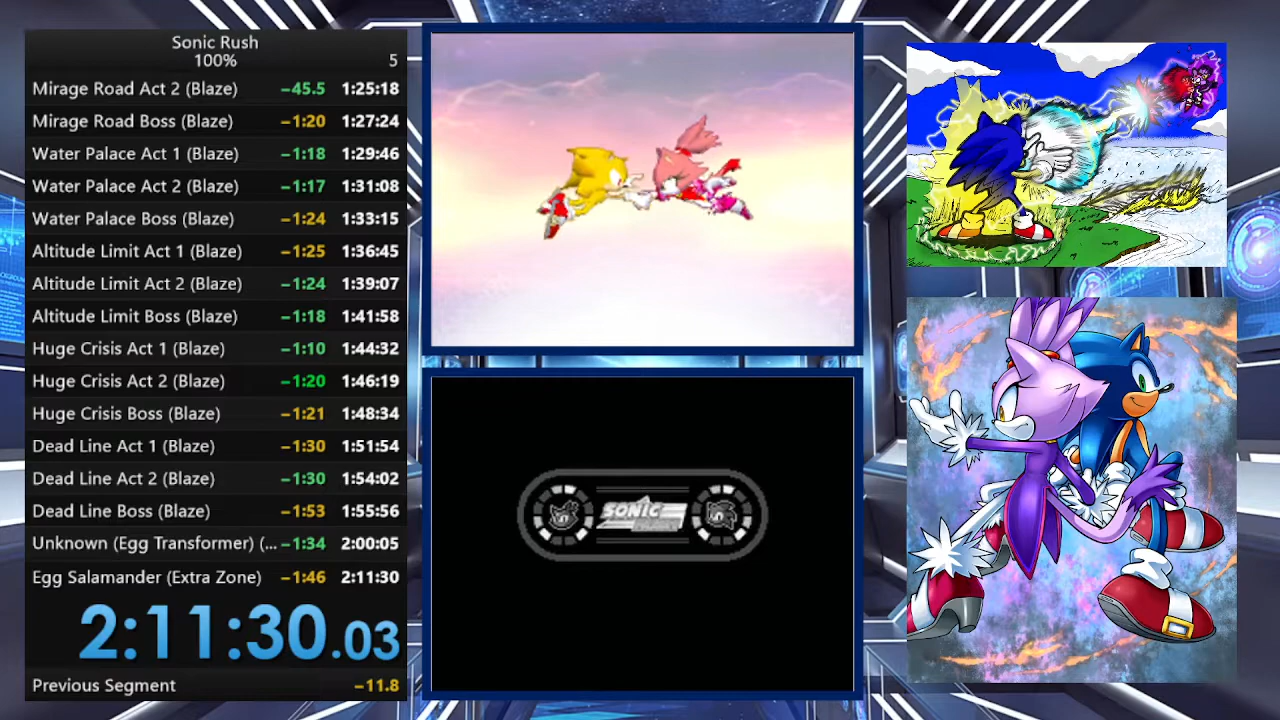 Sonic Rush
100% 5
Mirage Road Act 2 (Blaze) −45.5 1:25:18
Mirage Road Boss (Blaze) −1:20 1:27:24
Water Palace Act 1 (Blaze) −1:18 1:29:46
Water Palace Act 2 (Blaze) −1:17 1:31:08
Water Palace Boss (Blaze) −1:24 1:33:15
Altitude Limit Act 1 (Blaze) −1:25 1:36:45
Altitude Limit Act 2 (Blaze) −1:24 1:39:07
Altitude Limit Boss (Blaze) −1:18 1:41:58
Huge Crisis Act 1 (Blaze) −1:10 1:44:32
Huge Crisis Act 2 (Blaze) −1:20 1:46:19
Huge Crisis Boss (Blaze) −1:21 1:48:34
Dead Line Act 1 (Blaze) −1:30 1:51:54
Dead Line Act 2 (Blaze) −1:30 1:54:02
Dead Line Boss (Blaze) −1:53 1:55:56
Unknown (Egg Transformer) (... −1:34 2:00:05
Egg Salamander (Extra Zone) −1:46 2:11:30
2:11:30.03
Previous Segment −11.8
SONIC
RUSH